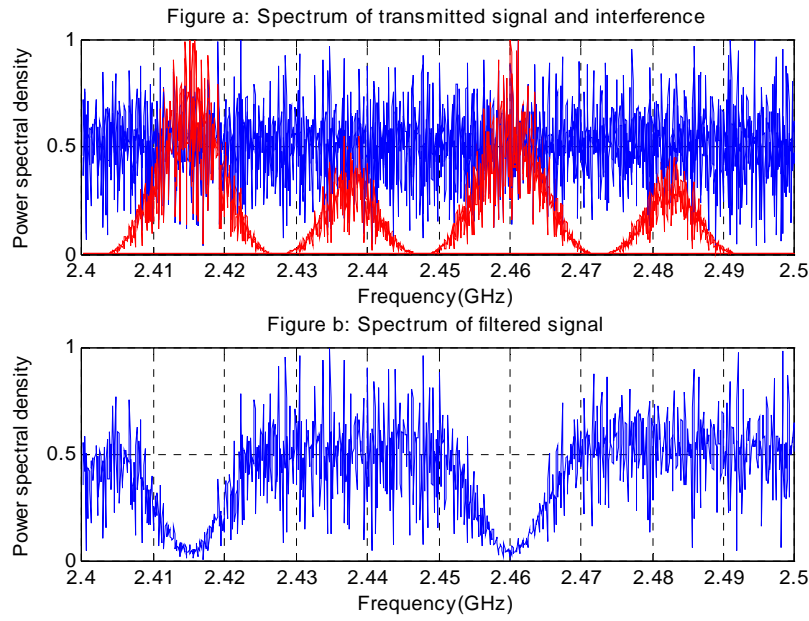 Figure a: Spectrum of transmitted signal and interference
1
0.5
0
Power spectral density
2.4 2.41 2.42 2.43 2.44 2.45 2.46 2.47 2.48 2.49 2.5
Frequency(GHz)
Figure b: Spectrum of filtered signal
1
0.5
0
Power spectral density
2.4 2.41 2.42 2.43 2.44 2.45 2.46 2.47 2.48 2.49 2.5
Frequency(GHz)